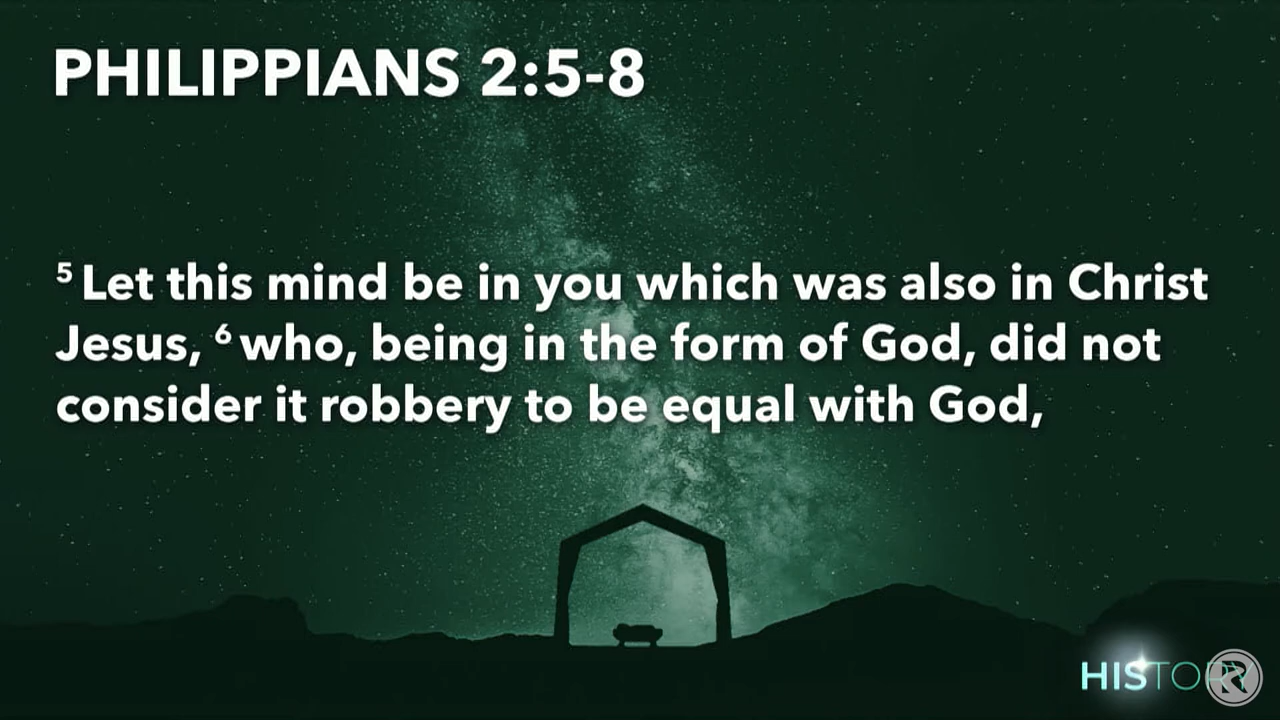 PHILIPPIANS 2:5-8
⁵ Let this mind be in you which was also in Christ
Jesus, ⁶ who, being in the form of God, did not
consider it robbery to be equal with God,
HISTORY